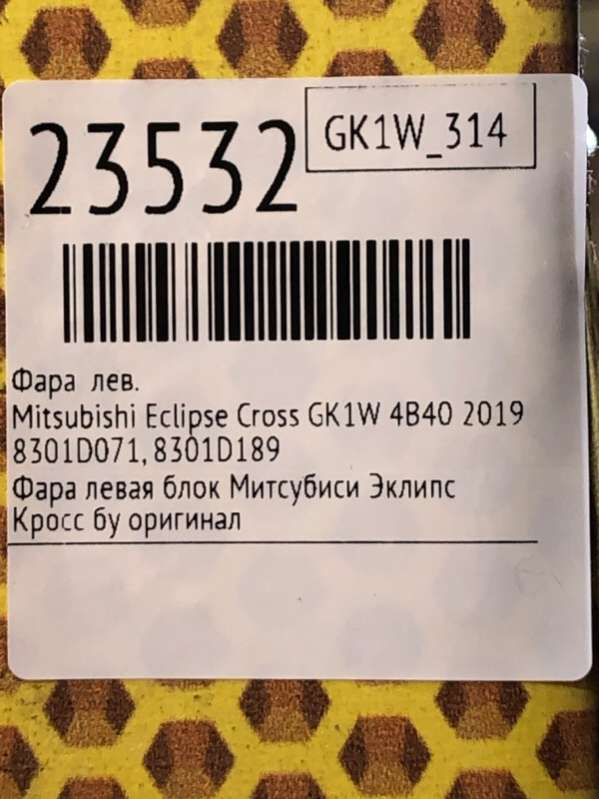 23532
GK1W_314
Фара лев.
Mitsubishi Eclipse Cross GK1W 4B40 2019
8301D071, 8301D189
Фара левая блок Митсубиси Эклипс
Кросс бу оригинал